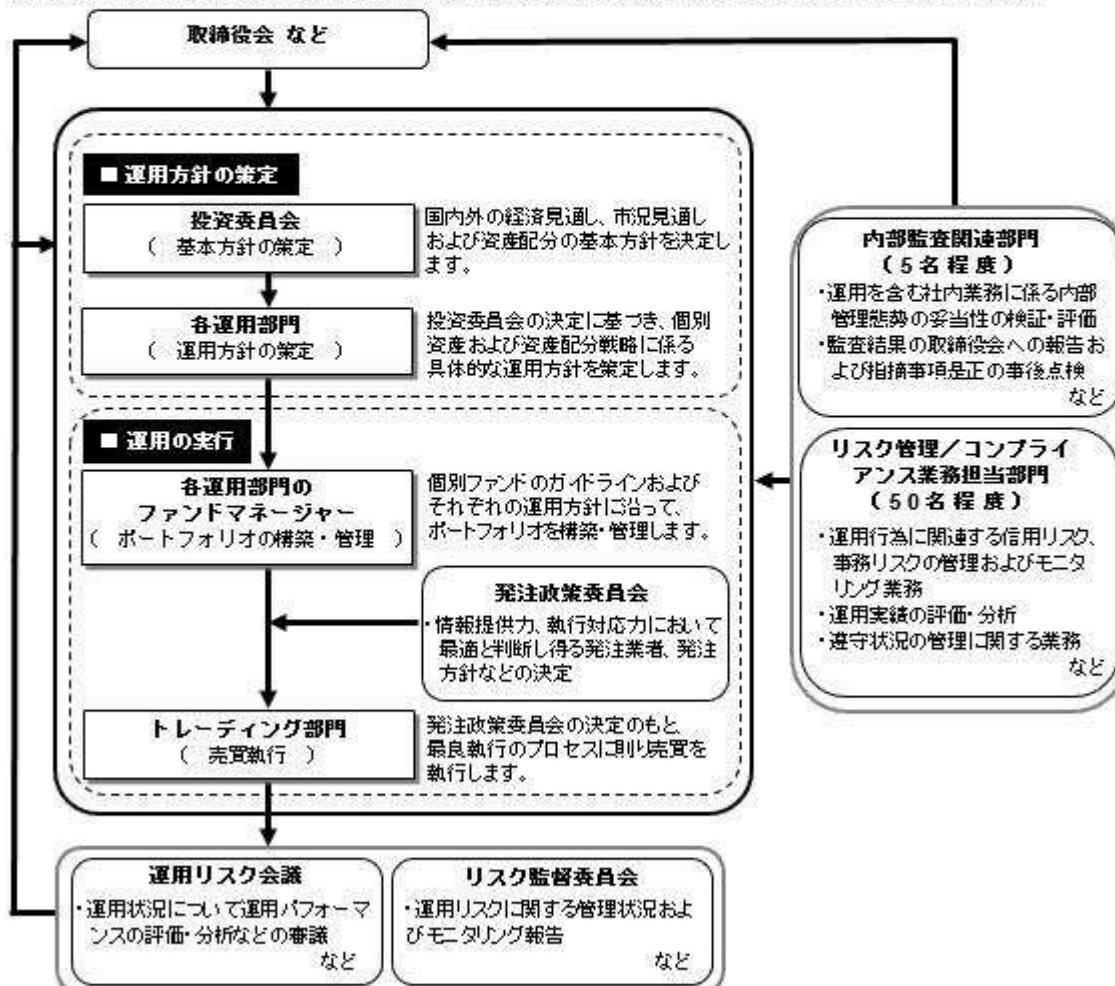 取締役会 など
■ 運用方針の策定
投資委員会
( 基本方針の策定 )
国内外の経済見通し、市況見通し
および資産配分の基本方針を決定し
ます。
各運用部門
( 運用方針の策定 )
投資委員会の決定に基づき、個別
資産および資産配分戦略に係る
具体的な運用方針を策定します。
■ 運用の実行
各運用部門の
ファンドマネージャー
( ポートフォリオの構築・管理 )
個別ファンドのガイドラインおよび
それぞれの運用方針に沿って、
ポートフォリオを構築・管理します。
発注政策委員会
・情報提供力、執行対応力において
最適と判断し得る発注業者、発注
方針などの決定
トレーディング部門
( 売買執行 )
発注政策委員会の決定のもと、
最良執行のプロセスに則り売買を
執行します。
運用リスク会議
・運用状況について運用パフォーマ
ンスの評価・分析などの審議
など
リスク監督委員会
・運用リスクに関する管理状況およ
びモニタリング報告
など
内部監査関連部門
(5名程度)
・運用を含む社内業務に係る内部
管理態勢の妥当性の検証・評価
・監査結果の取締役会への報告お
よび指摘事項是正の事後点検
など
リスク管理/コンプライ
アンス業務担当部門
(50名程度)
・運用行為に関連する信用リスク、
事務リスクの管理およびモニタ
リング業務
・運用実績の評価・分析
・遵守状況の管理に関する業務
など